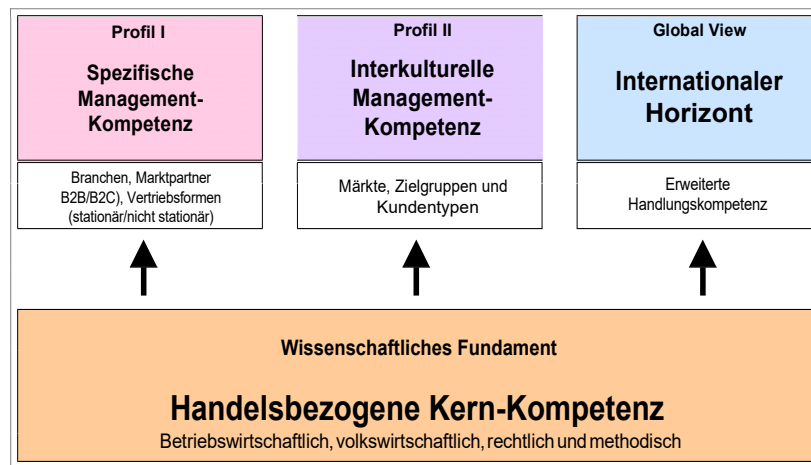 Profil I
Spezifische
Management-
Kompetenz
Branchen, Marktpartner
B2B/B2C), Vertriebsformen
(stationär/nicht stationär)
Profil II
Interkulturelle
Management-
Kompetenz
Märkte, Zielgruppen und
Kundentypen
Global View
Internationaler
Horizont
Erweiterte
Handlungskompetenz
Wissenschaftliches Fundament
Handelsbezogene Kern-Kompetenz
Betriebswirtschaftlich, volkswirtschaftlich, rechtlich und methodisch